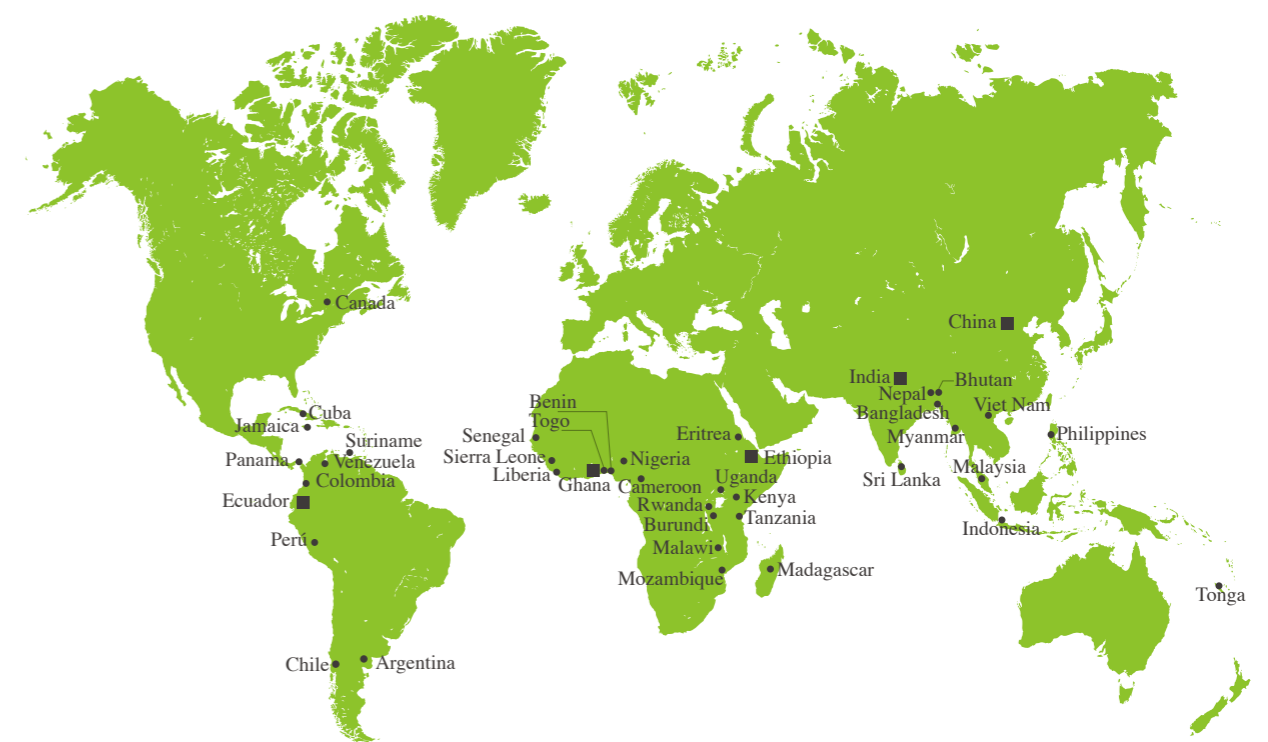 Canada
China
India
Bhutan
Nepal
Benin
Viet Nam
Cuba
Bangladesh
Togo
Jamaica
Eritrea
Philippines
Senegal
Myanmar
Suriname
Sierra Leone
Ethiopia
Panama
Venezuela
Nigeria
Malaysia
Liberia
Uganda
Colombia
Ghana
Cameroon
Sri Lanka
Ecuador
Kenya
Rwanda
Tanzania
Burundi
Indonesia
Perú
Malawi
Madagascar
Mozambique
Tonga
Chile
Argentina